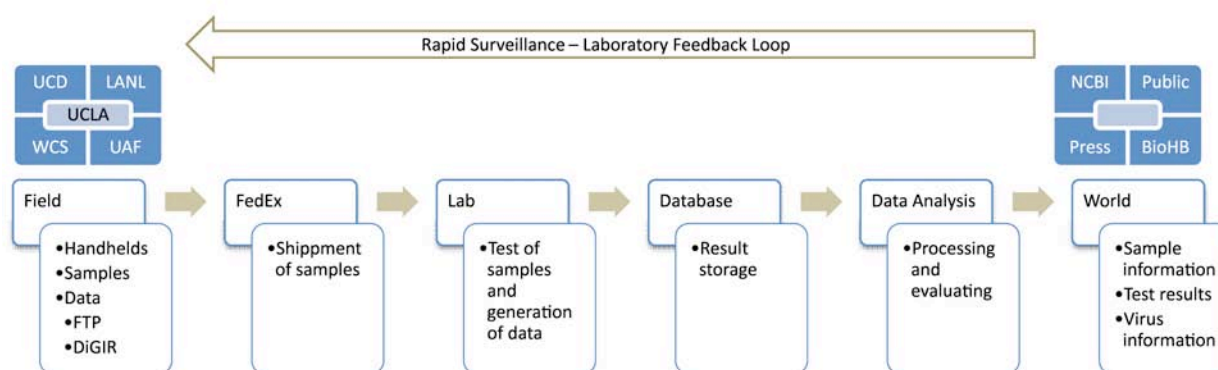 Rapid Surveillance – Laboratory Feedback Loop
UCD
LANL
UCLA
WCS
UAF
NCBI
Public
Press
BioHB
Field
•Handhelds
•Samples
•Data
•FTP
•DiGIR
FedEx
•Shippment
of samples
Lab
•Test of
samples
and
generation
of data
Database
•Result
storage
Data Analysis
•Processing
and
evaluating
World
•Sample
information
•Test results
•Virus
information